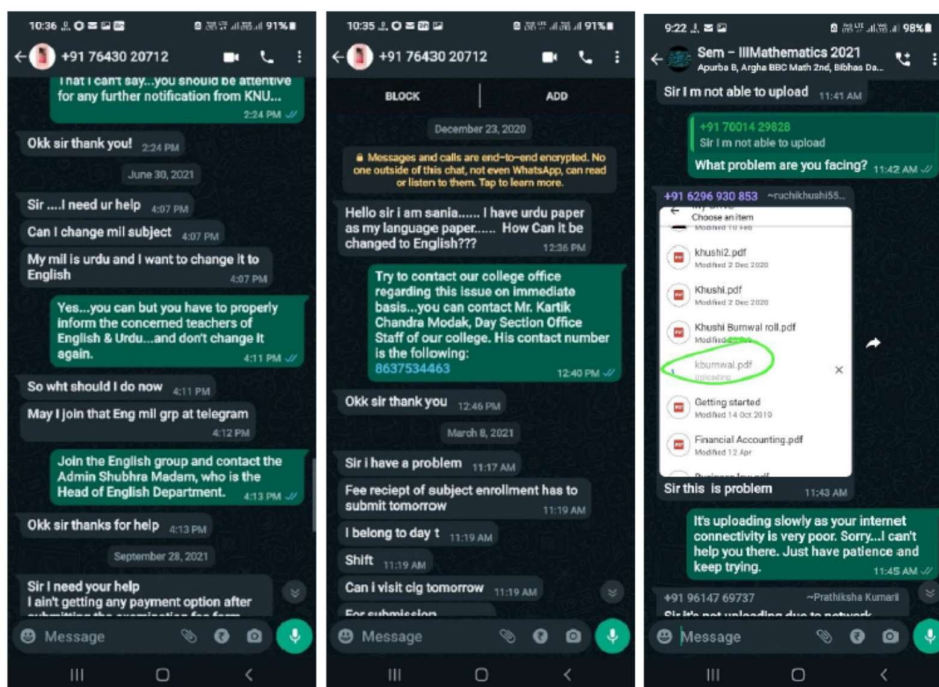 10:36
91%
+91 76430 20712
That I can't say...you should be attentive
for any further notification from KNU...
2:24 PM
Okk sir thank you! 2:24 PM
June 30, 2021
Sir ....I need ur help 4:07 PM
Can I change mil subject 4:07 PM
My mil is urdu and I want to change it to
English 4:07 PM
Yes...you can but you have to properly
inform the concerned teachers of
English & Urdu...and don't change it
again. 4:11 PM
So wht should I do now 4:11 PM
May I join that Eng mil grp at telegram
4:12 PM
Join the English group and contact the
Admin Shubhra Madam, who is the
Head of English Department. 4:13 PM
Okk sir thanks for help 4:13 PM
September 28, 2021
Sir I need your help
I ain't getting any payment option after
submitting the examination fee form
Message
10:35
91%
+91 76430 20712
BLOCK
ADD
December 23, 2020
Messages and calls are end-to-end encrypted. No
one outside of this chat, not even WhatsApp, can read
or listen to them. Tap to learn more.
Hello sir i am sania...... I have urdu paper
as my language paper...... How Can it be
changed to English??? 12:36 PM
Try to contact our college office
regarding this issue on immediate
basis...you can contact Mr. Kartik
Chandra Modak, Day Section Office
Staff of our college. His contact number
is the following:
8637534463 12:40 PM
Okk sir thank you 12:46 PM
March 8, 2021
Sir i have a problem 11:17 AM
Fee reciept of subject enrollment has to
submit tomorrow 11:19 AM
I belong to day t 11:19 AM
Shift 11:19 AM
Can i visit clg tomorrow 11:19 AM
For submission
Message
9:22
98%
Sem - IIIMathematics 2021
Apurba B, Argha BBC Math 2nd, Bibhas Da...
Sir I m not able to upload 11:41 AM
+91 70014 29828
Sir I m not able to upload
What problem are you facing? 11:42 AM
+91 6296 930 853 ~ruchikhushi55...
Choose an item
Modified 10 Feb
khushi2.pdf
Modified 2 Dec 2020
Khushi.pdf
Modified 2 Dec 2020
Khushi Burnwal roll.pdf
Modified
kburnwal.pdf
Uploading
Getting started
Modified 14 Oct 2019
Financial Accounting.pdf
Modified 12 Apr
Sir this is problem 11:43 AM
It's uploading slowly as your internet
connectivity is very poor. Sorry...I can't
help you there. Just have patience and
keep trying. 11:45 AM
+91 96147 69737 ~Prathiksha Kumari
Sir it's not uploading due to network
Message